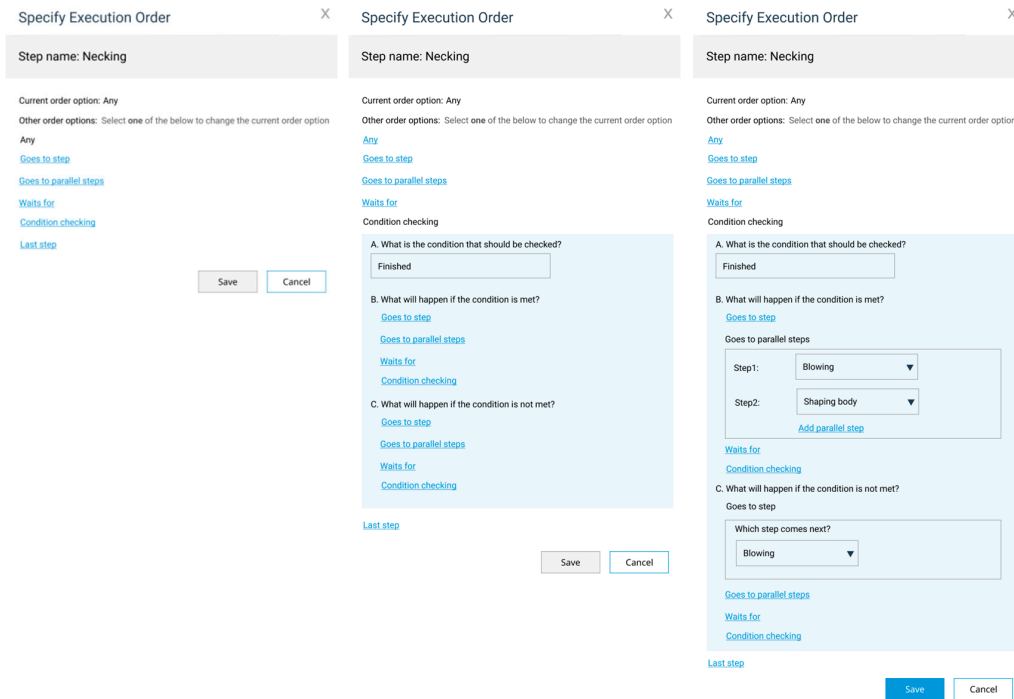 Specify Execution Order X
Step name: Necking
Current order option: Any
Other order options: Select one of the below to change the current order option
Any
Goes to step
Goes to parallel steps
Waits for
Condition checking
Last step
Save Cancel
Specify Execution Order X
Step name: Necking
Current order option: Any
Other order options: Select one of the below to change the current order option
Any
Goes to step
Goes to parallel steps
Waits for
Condition checking
A. What is the condition that should be checked?
Finished
B. What will happen if the condition is met?
Goes to step
Goes to parallel steps
Waits for
Condition checking
C. What will happen if the condition is not met?
Goes to step
Goes to parallel steps
Waits for
Condition checking
Last step
Save Cancel
Specify Execution Order X
Step name: Necking
Current order option: Any
Other order options: Select one of the below to change the current order option
Any
Goes to step
Goes to parallel steps
Waits for
Condition checking
A. What is the condition that should be checked?
Finished
B. What will happen if the condition is met?
Goes to step
Goes to parallel steps
Step1: Blowing
Step2: Shaping body
Add parallel step
Waits for
Condition checking
C. What will happen if the condition is not met?
Goes to step
Which step comes next?
Blowing
Goes to parallel steps
Waits for
Condition checking
Last step
Save Cancel